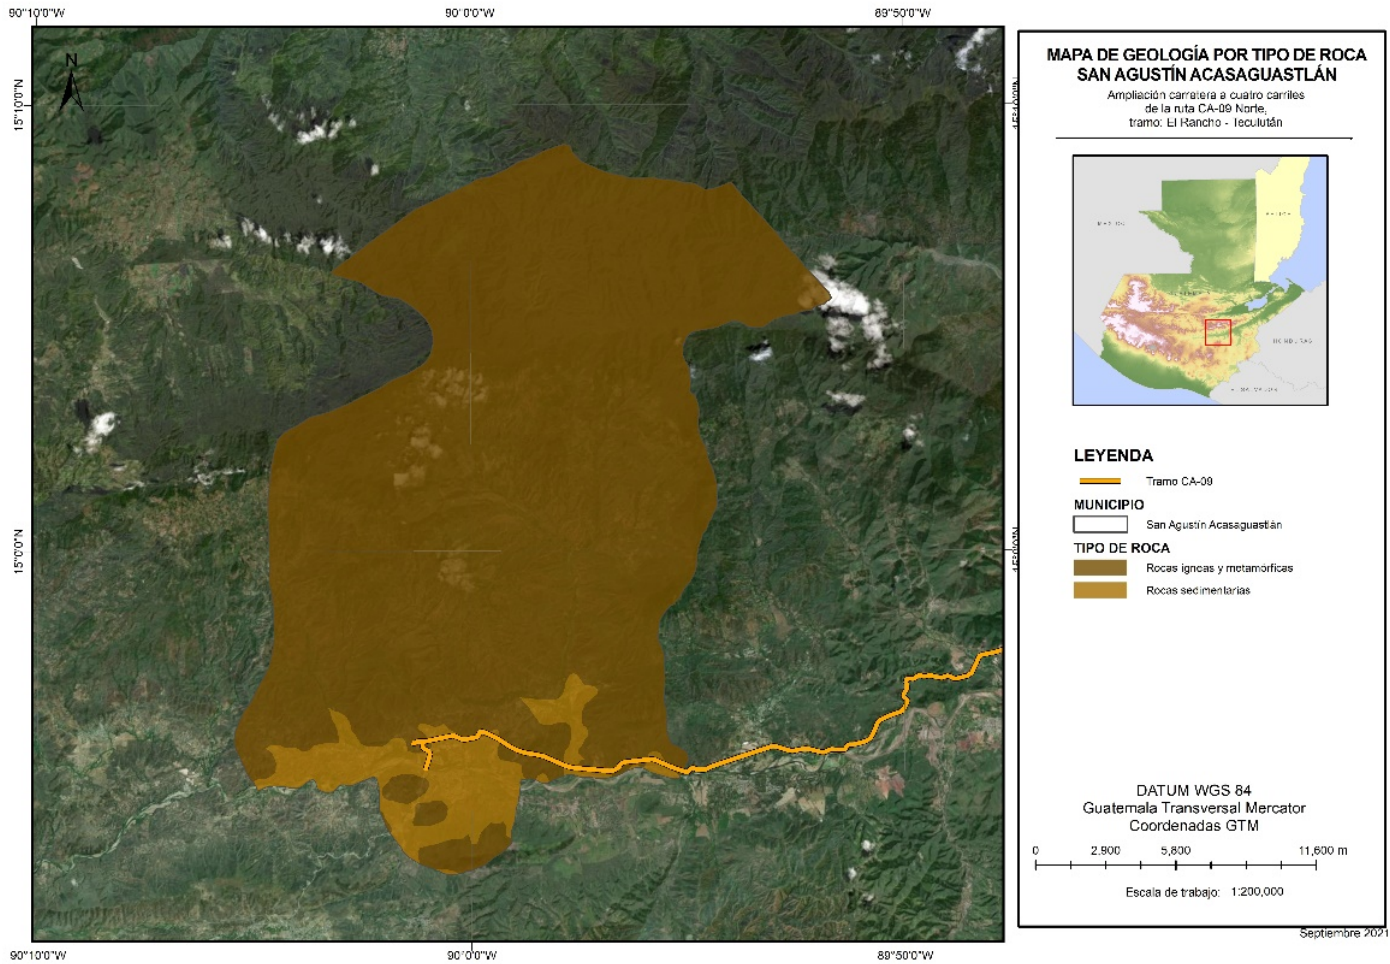 90°10'0"W
90°0'0"W
89°50'0"W
15°10'0"N
15°0'0"N
N
90°10'0"W
90°0'0"W
89°50'0"W
MAPA DE GEOLOGÍA POR TIPO DE ROCA
SAN AGUSTÍN ACASAGUASTLÁN
Ampliación carratera a cuatro carriles
de la ruta CA-09 Norte,
tramo: El Rancho - Teculután
HONDURAS
EL SALVADOR
LEYENDA
Tramo CA-09
MUNICIPIO
San Agustín Acasaguastlán
TIPO DE ROCA
Rocas ígneas y metamórficas
Rocas sedimentarias
DATUM WGS 84
Guatemala Transversal Mercator
Coordenadas GTM
0 2,900 5,800 11,600 m
Escala de trabajo: 1:200,000
Septiembre 2021